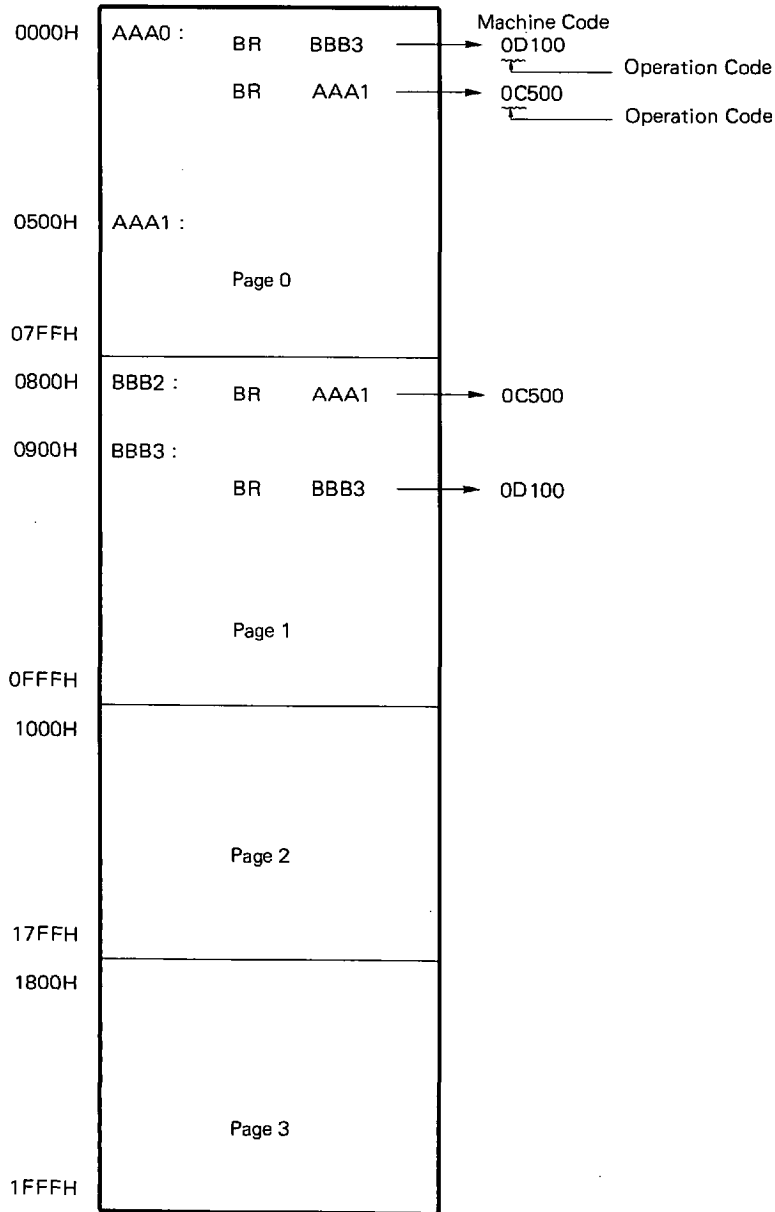 Machine Code
0000H AAA0 : BR BBB3 0D100
Operation Code
BR AAA1 0C500
Operation Code
0500H AAA1 :
Page 0
07FFH
0800H BBB2 : BR AAA1 0C500
0900H BBB3 :
BR BBB3 0D100
Page 1
0FFFH
1000H
Page 2
17FFH
1800H
Page 3
1FFFH